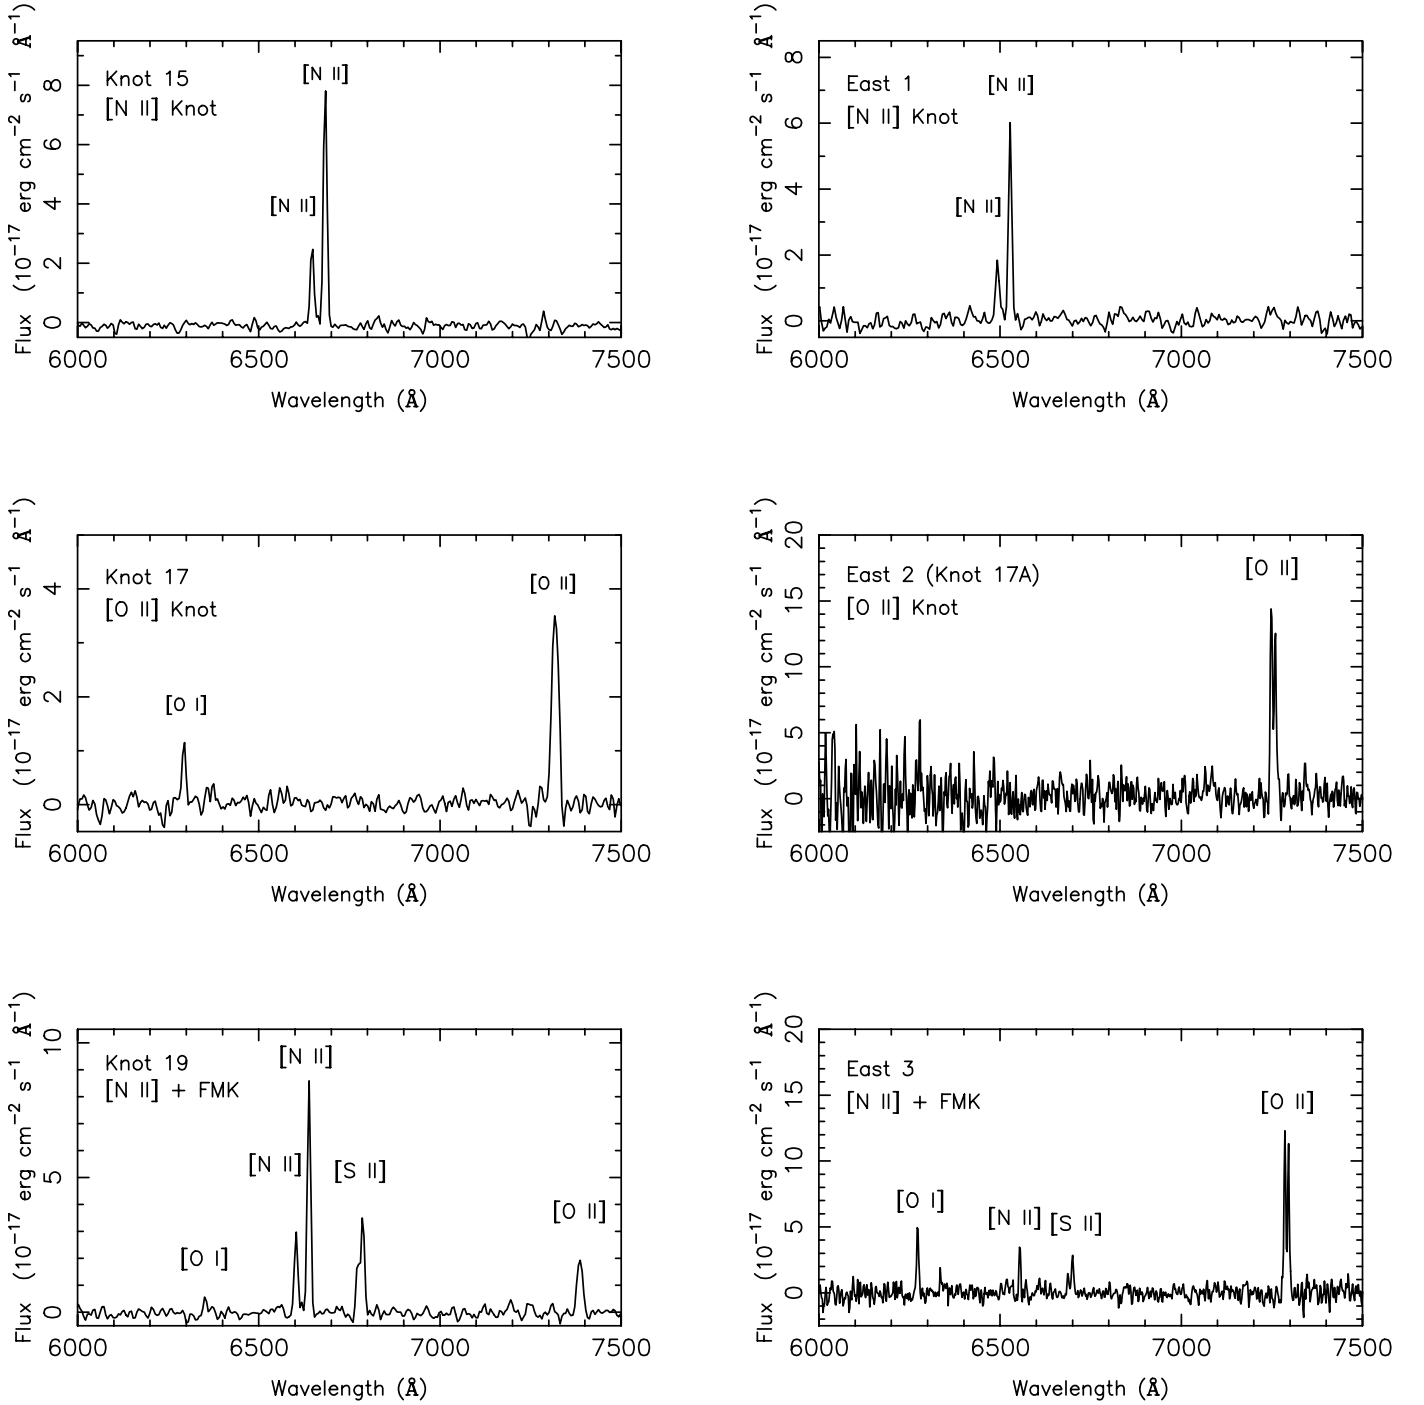 Flux (10−17 erg cm−2 s−1 Å−1)
8
6
4
2
0
Knot 15
[N II] Knot
[N II]
[N II]
6000 6500 7000 7500
Wavelength (Å)
Flux (10−17 erg cm−2 s−1 Å−1)
8
6
4
2
0
East 1
[N II] Knot
[N II]
[N II]
6000 6500 7000 7500
Wavelength (Å)
Flux (10−17 erg cm−2 s−1 Å−1)
4
2
0
Knot 17
[O II] Knot
[O II]
[O I]
6000 6500 7000 7500
Wavelength (Å)
Flux (10−17 erg cm−2 s−1 Å−1)
20
15
10
5
0
East 2 (Knot 17A)
[O II] Knot
[O II]
6000 6500 7000 7500
Wavelength (Å)
Flux (10−17 erg cm−2 s−1 Å−1)
10
5
0
Knot 19
[N II] + FMK
[N II]
[N II]
[S II]
[O II]
[O I]
6000 6500 7000 7500
Wavelength (Å)
Flux (10−17 erg cm−2 s−1 Å−1)
20
15
10
5
0
East 3
[N II] + FMK
[O II]
[O I]
[N II] [S II]
6000 6500 7000 7500
Wavelength (Å)